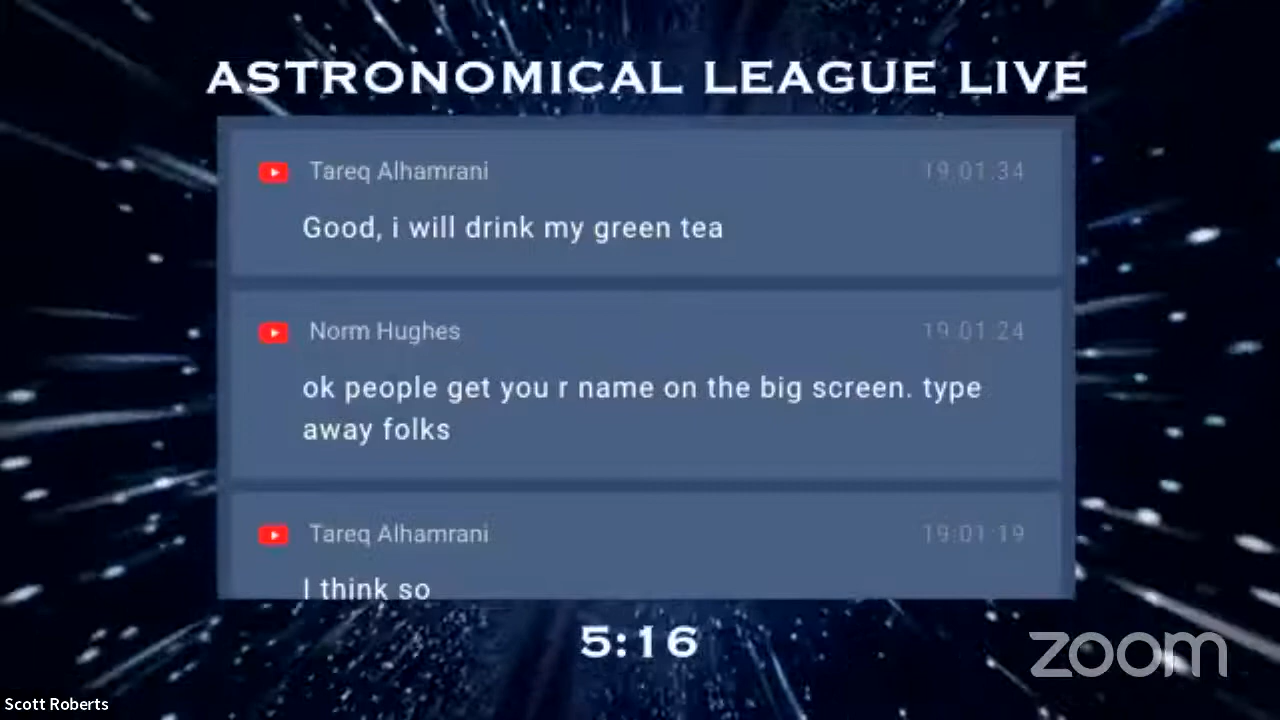 ASTRONOMICAL LEAGUE LIVE
Tareq Alhamrani 19:01:34
Good, i will drink my green tea
Norm Hughes 19:01:24
ok people get you r name on the big screen. type
away folks
Tareq Alhamrani 19:01:19
I think so
5:16
zoom
Scott Roberts